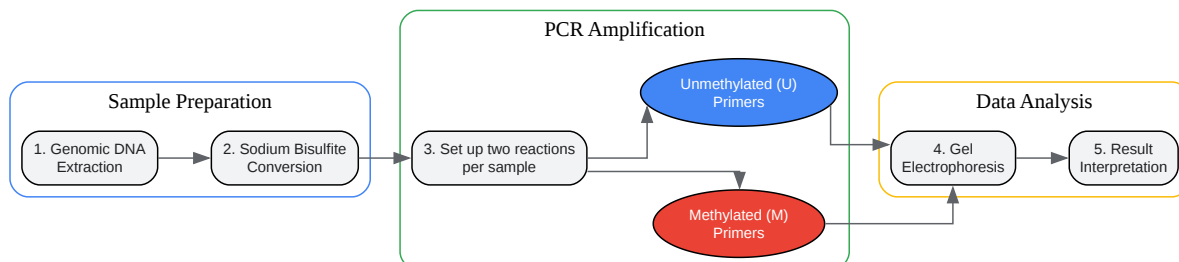 Sample Preparation
1. Genomic DNA
Extraction
2. Sodium Bisulfite
Conversion
PCR Amplification
3. Set up two reactions
per sample
Unmethylated (U)
Primers
Methylated (M)
Primers
Data Analysis
4. Gel
Electrophoresis
5. Result
Interpretation